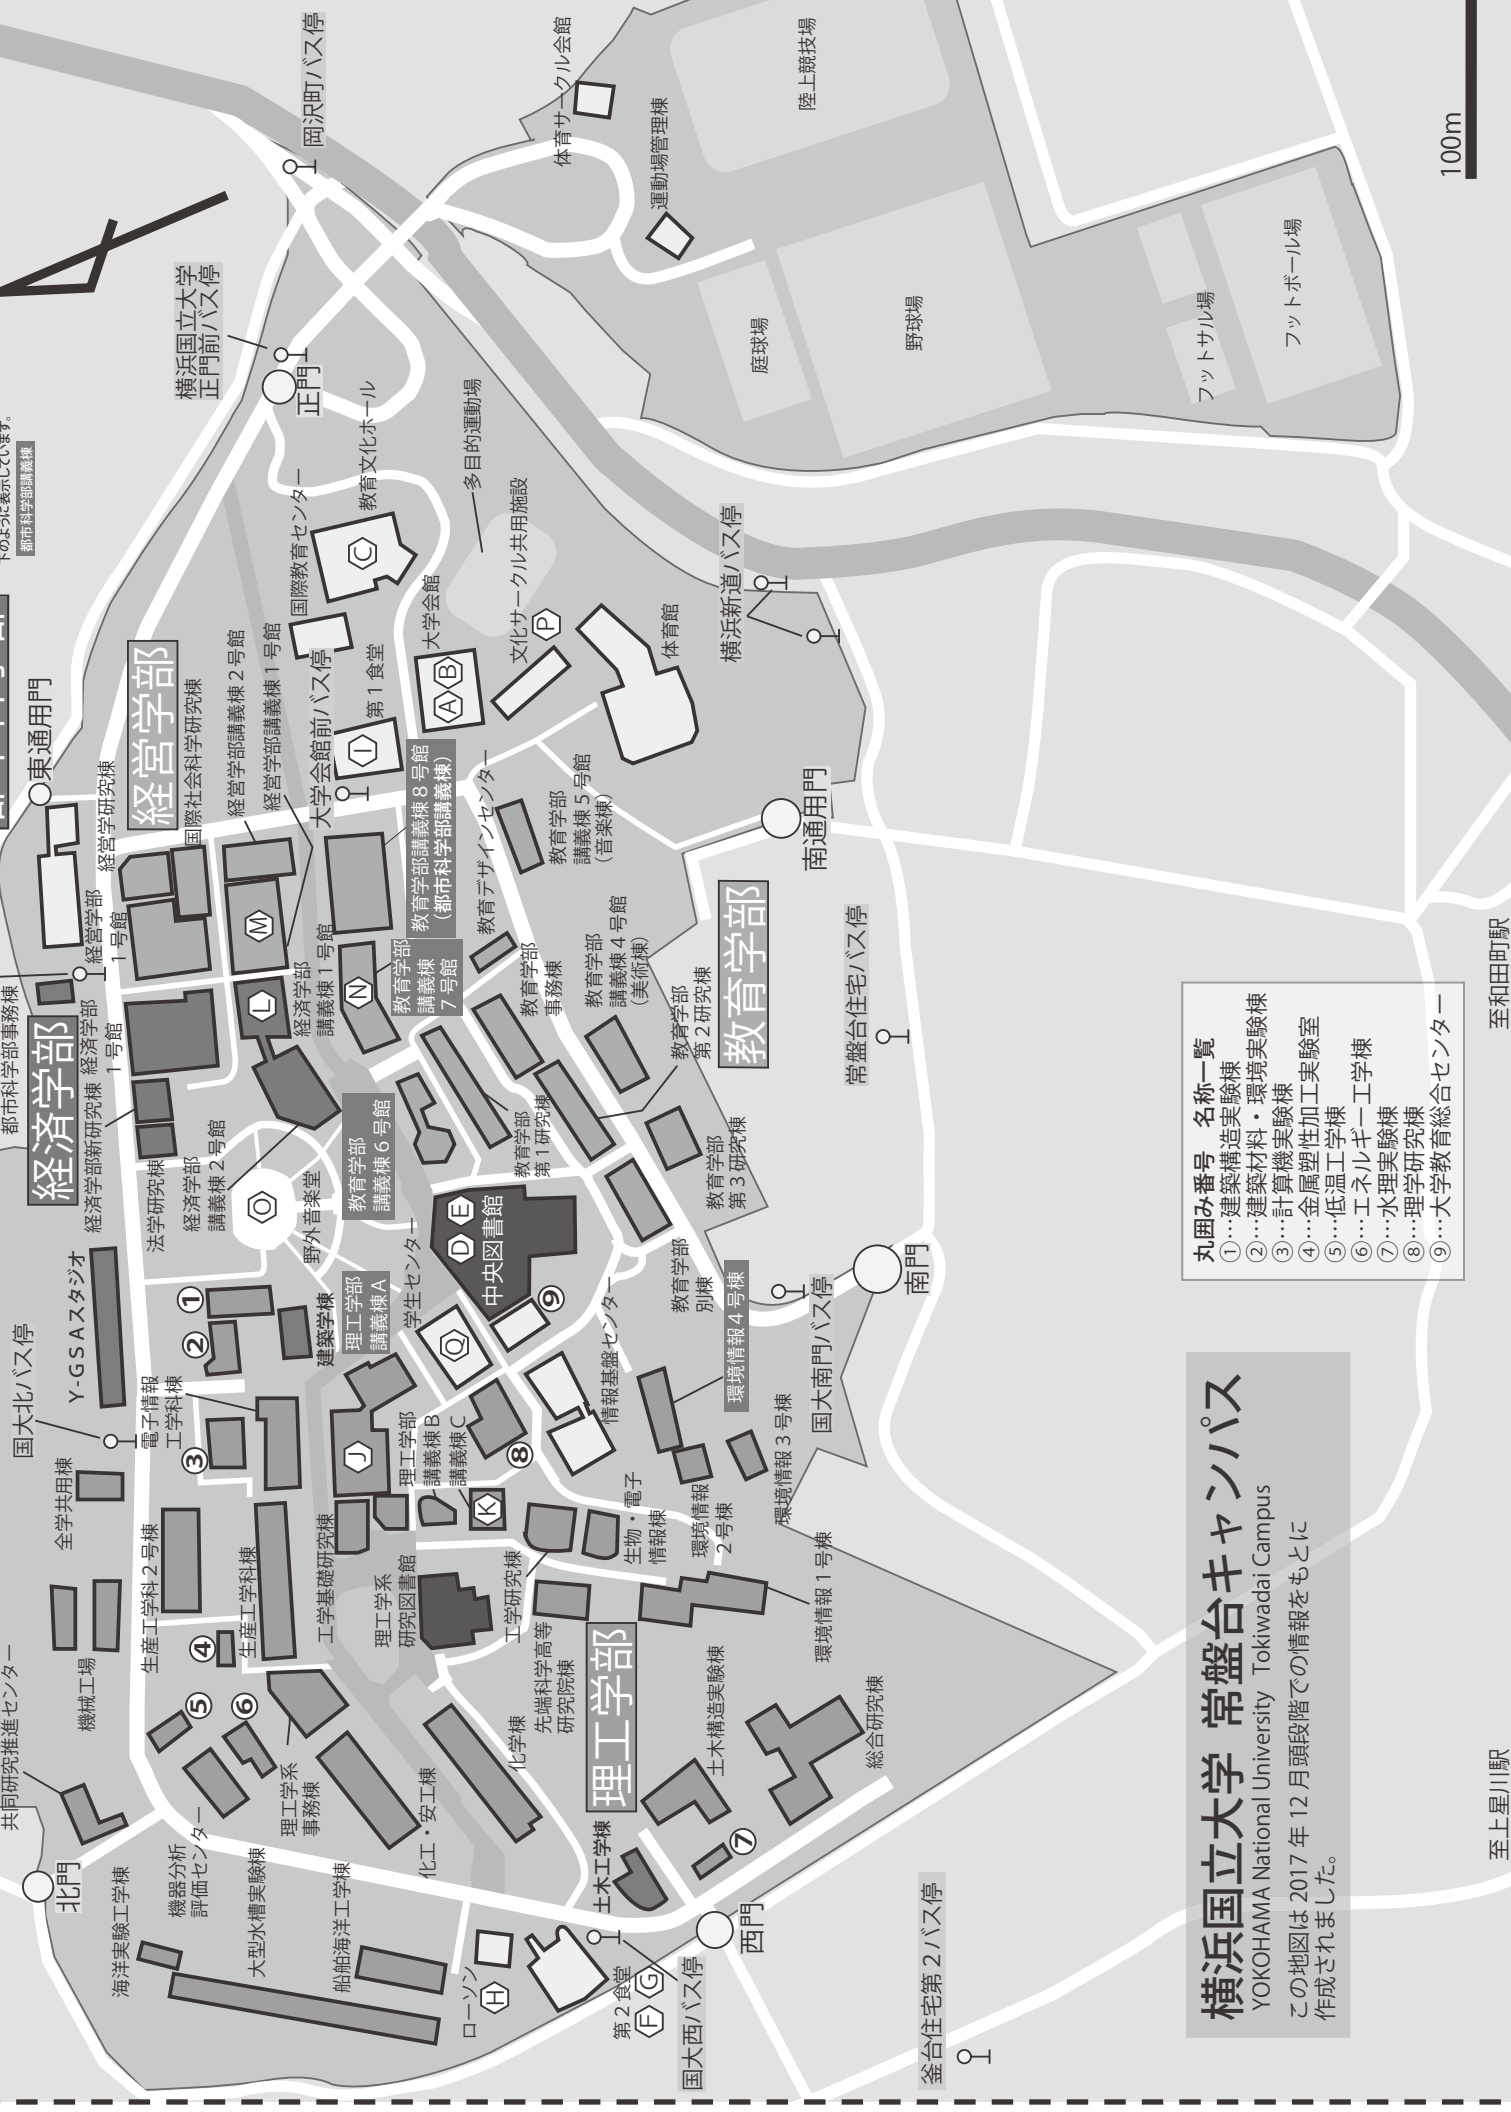 横浜国立大学 常盤台キャンパス
YOKOHAMA National University Tokiwadai Campus
この地図は 2017 年 12 月頭段階での情報をもとに
作成されました。
丸囲み番号 名称一覧
①…建築構造実験棟
②…建築材料・環境実験棟
③…計算機実験棟
④…金属塑性加工実験室
⑤…低温工学棟
⑥…エネルギー工学棟
⑦…水理実験棟
⑧…理学研究棟
⑨…大学教育総合センター
100m
至上星川駅
至和田町駅
下のように表示しています。
都市科学部講義棟
共同研究推進センター
北門
海洋実験工学棟
機器分析
評価センター
大型水槽実験棟
船舶海洋工学棟
ローソン
H
第２食堂
F
G
国大西バス停
西門
釜台住宅第２バス停
土木工学棟
⑦
機械工場
全学共用棟
国大北バス停
生産工学科２号棟
生産工学科棟
④
⑤
⑥
理工学系
事務棟
化工・安工棟
化学棟
工学基礎研究棟
理工学系
研究図書館
工学研究棟
先端科学高等
研究院棟
理工学部
土木構造実験棟
総合研究棟
環境情報１号棟
環境情報
２号棟
環境情報３号棟
環境情報４号棟
生物・電子
情報棟
情報基盤センター
理工学部
講義棟Ｂ
講義棟Ｃ
K
J
⑧
Q
⑨
電子情報
工学科棟
③
②
①
Ｙ-ＧＳＡスタジオ
建築学棟
理工学部
講義棟Ａ
学生センター
中央図書館
D
E
O
野外音楽堂
法学研究棟
経済学部新研究棟
経済学部
講義棟２号館
経済学部
都市科学部事務棟
経済学部
１号館
経済学部
講義棟１号館
L
M
N
教育学部
講義棟６号館
教育学部
講義棟
７号館
教育学部講義棟８号館
（都市科学部講義棟）
教育学部
第１研究棟
教育学部
事務棟
教育学部
第２研究棟
教育学部
第３研究棟
教育学部
別棟
教育学部
講義棟４号館
（美術棟）
教育学部
講義棟５号館
（音楽棟）
教育デザインセンター
教育学部
国大南門バス停
南門
常盤台住宅バス停
南通用門
経営学部
１号館
経営学研究棟
経営学部
国際社会科学研究棟
経営学部講義棟２号館
経営学部講義棟１号館
大学会館前バス停
東通用門
第１食堂
I
大学会館
A
B
文化サークル共用施設
P
体育館
横浜新道バス停
国際教育センター
教育文化ホール
C
多目的運動場
正門
横浜国立大学
正門前バス停
岡沢町バス停
体育サークル会館
運動場管理棟
陸上競技場
庭球場
野球場
フットサル場
フットボール場